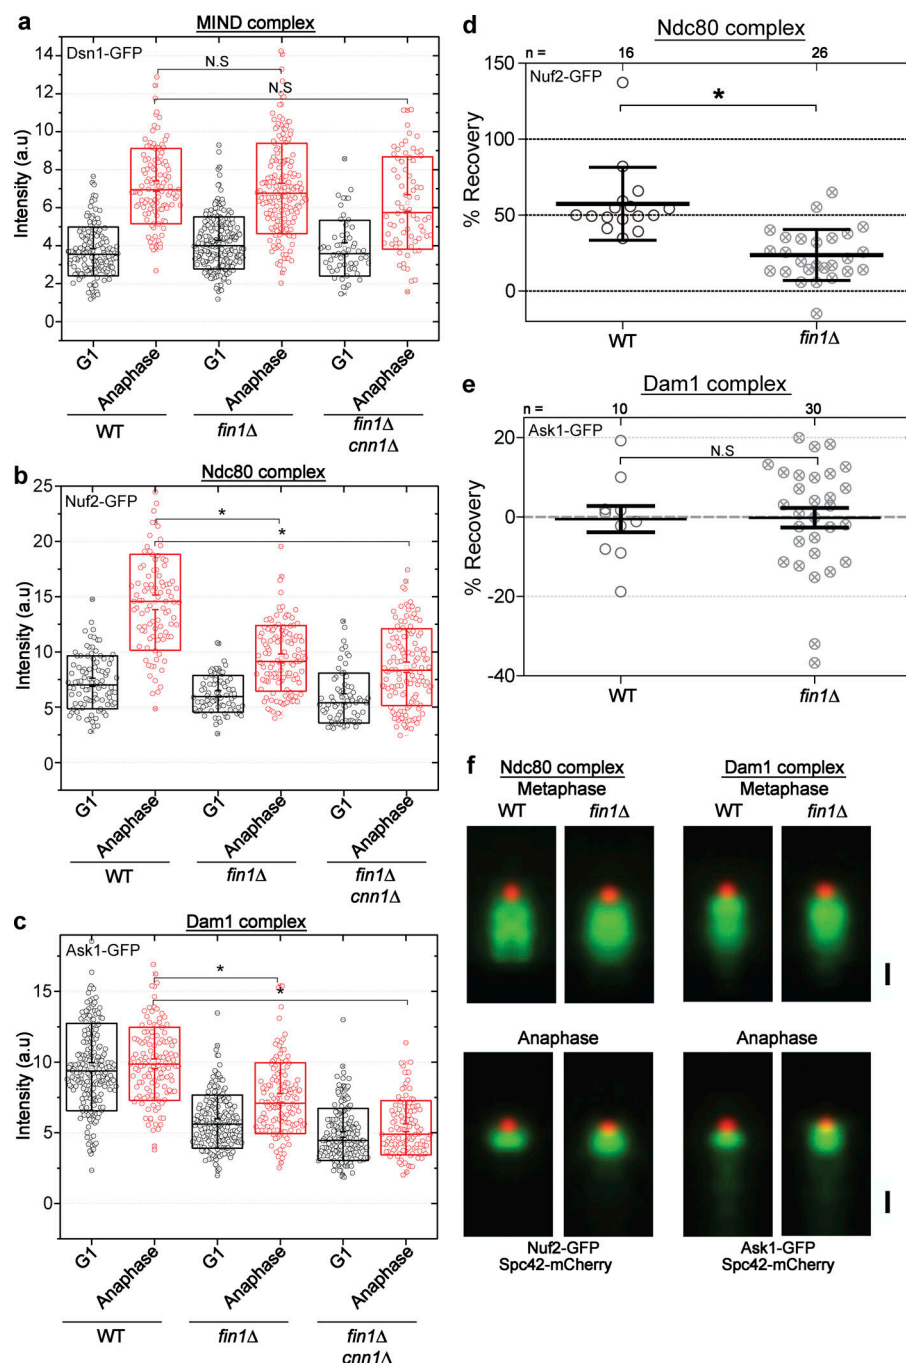 a
MIND complex
Dsn1-GFP
N.S
N.S
Intensity (a.u)
14
12
10
8
6
4
2
0
G1
Anaphase
G1
Anaphase
G1
Anaphase
WT
fin1Δ
fin1Δ
cnn1Δ
b
Ndc80 complex
Nuf2-GFP
*
*
Intensity (a.u)
25
20
15
10
5
0
G1
Anaphase
G1
Anaphase
G1
Anaphase
WT
fin1Δ
fin1Δ
cnn1Δ
c
Dam1 complex
Ask1-GFP
*
*
Intensity (a.u)
15
10
5
0
G1
Anaphase
G1
Anaphase
G1
Anaphase
WT
fin1Δ
fin1Δ
cnn1Δ
d
Ndc80 complex
n = 16 26
Nuf2-GFP
*
% Recovery
150
100
50
0
WT fin1Δ
e
Dam1 complex
n = 10 30
Ask1-GFP
N.S
% Recovery
20
0
-20
-40
WT fin1Δ
f
Ndc80 complex
Metaphase
WT fin1Δ
Dam1 complex
Metaphase
WT fin1Δ
Anaphase
Anaphase
Nuf2-GFP
Spc42-mCherry
Ask1-GFP
Spc42-mCherry